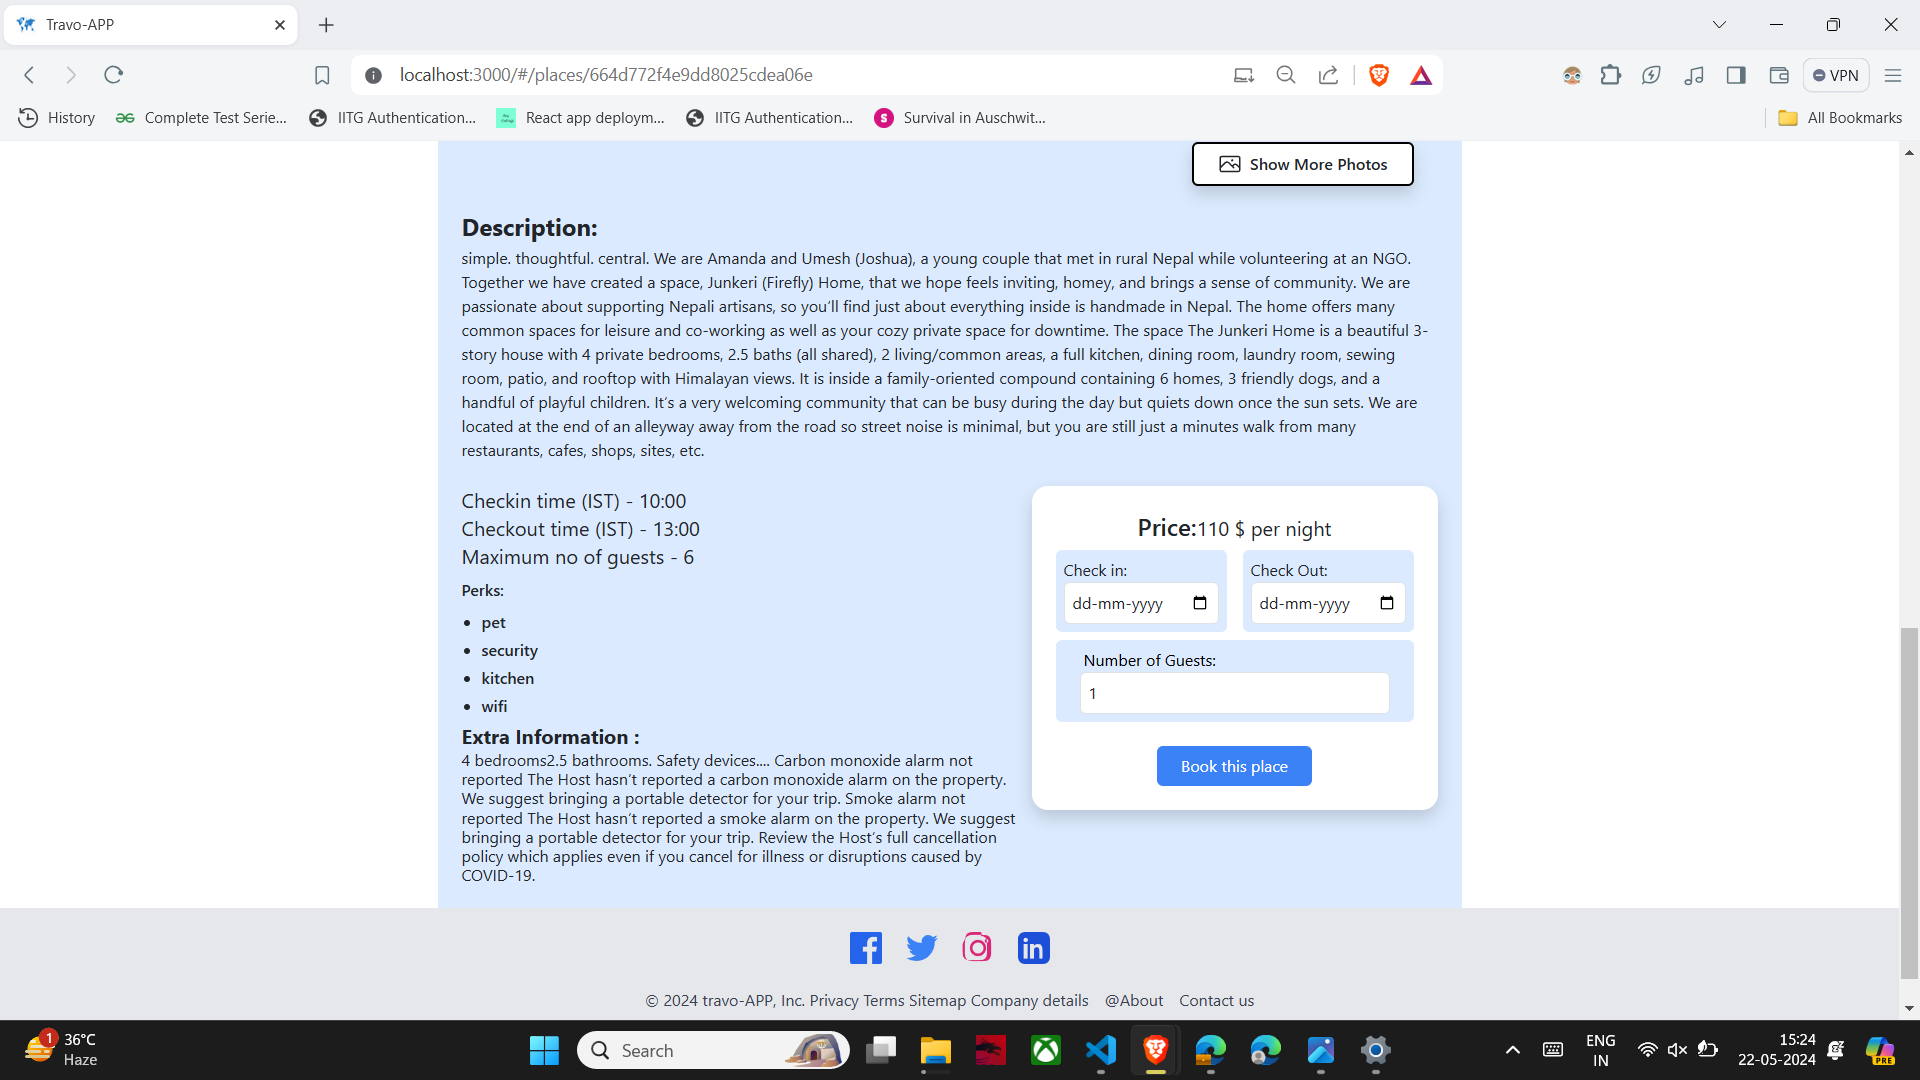 Travo-APP
localhost:3000/#/places/664d772f4e9dd8025cdea06e
VPN
History
Complete Test Serie...
IITG Authentication...
React app deploym...
IITG Authentication...
S
Survival in Auschwit...
All Bookmarks
Show More Photos
Description:
simple. thoughtful. central. We are Amanda and Umesh (Joshua), a young couple that met in rural Nepal while volunteering at an NGO.
Together we have created a space, Junkeri (Firefly) Home, that we hope feels inviting, homey, and brings a sense of community. We are
passionate about supporting Nepali artisans, so you’ll find just about everything inside is handmade in Nepal. The home offers many
common spaces for leisure and co-working as well as your cozy private space for downtime. The space The Junkeri Home is a beautiful 3-
story house with 4 private bedrooms, 2.5 baths (all shared), 2 living/common areas, a full kitchen, dining room, laundry room, sewing
room, patio, and rooftop with Himalayan views. It is inside a family-oriented compound containing 6 homes, 3 friendly dogs, and a
handful of playful children. It’s a very welcoming community that can be busy during the day but quiets down once the sun sets. We are
located at the end of an alleyway away from the road so street noise is minimal, but you are still just a minutes walk from many
restaurants, cafes, shops, sites, etc.
Checkin time (IST) - 10:00
Checkout time (IST) - 13:00
Maximum no of guests - 6
Perks:
pet
security
kitchen
wifi
Extra Information :
4 bedrooms2.5 bathrooms. Safety devices.... Carbon monoxide alarm not
reported The Host hasn’t reported a carbon monoxide alarm on the property.
We suggest bringing a portable detector for your trip. Smoke alarm not
reported The Host hasn’t reported a smoke alarm on the property. We suggest
bringing a portable detector for your trip. Review the Host’s full cancellation
policy which applies even if you cancel for illness or disruptions caused by
COVID-19.
Price:110 $ per night
Check in:
Check Out:
dd-mm-yyyy
dd-mm-yyyy
Number of Guests:
1
Book this place
in
© 2024 travo-APP, Inc. Privacy Terms Sitemap Company details @About Contact us
1
36°C
Haze
Search
ENG
IN
15:24
22-05-2024
PRE